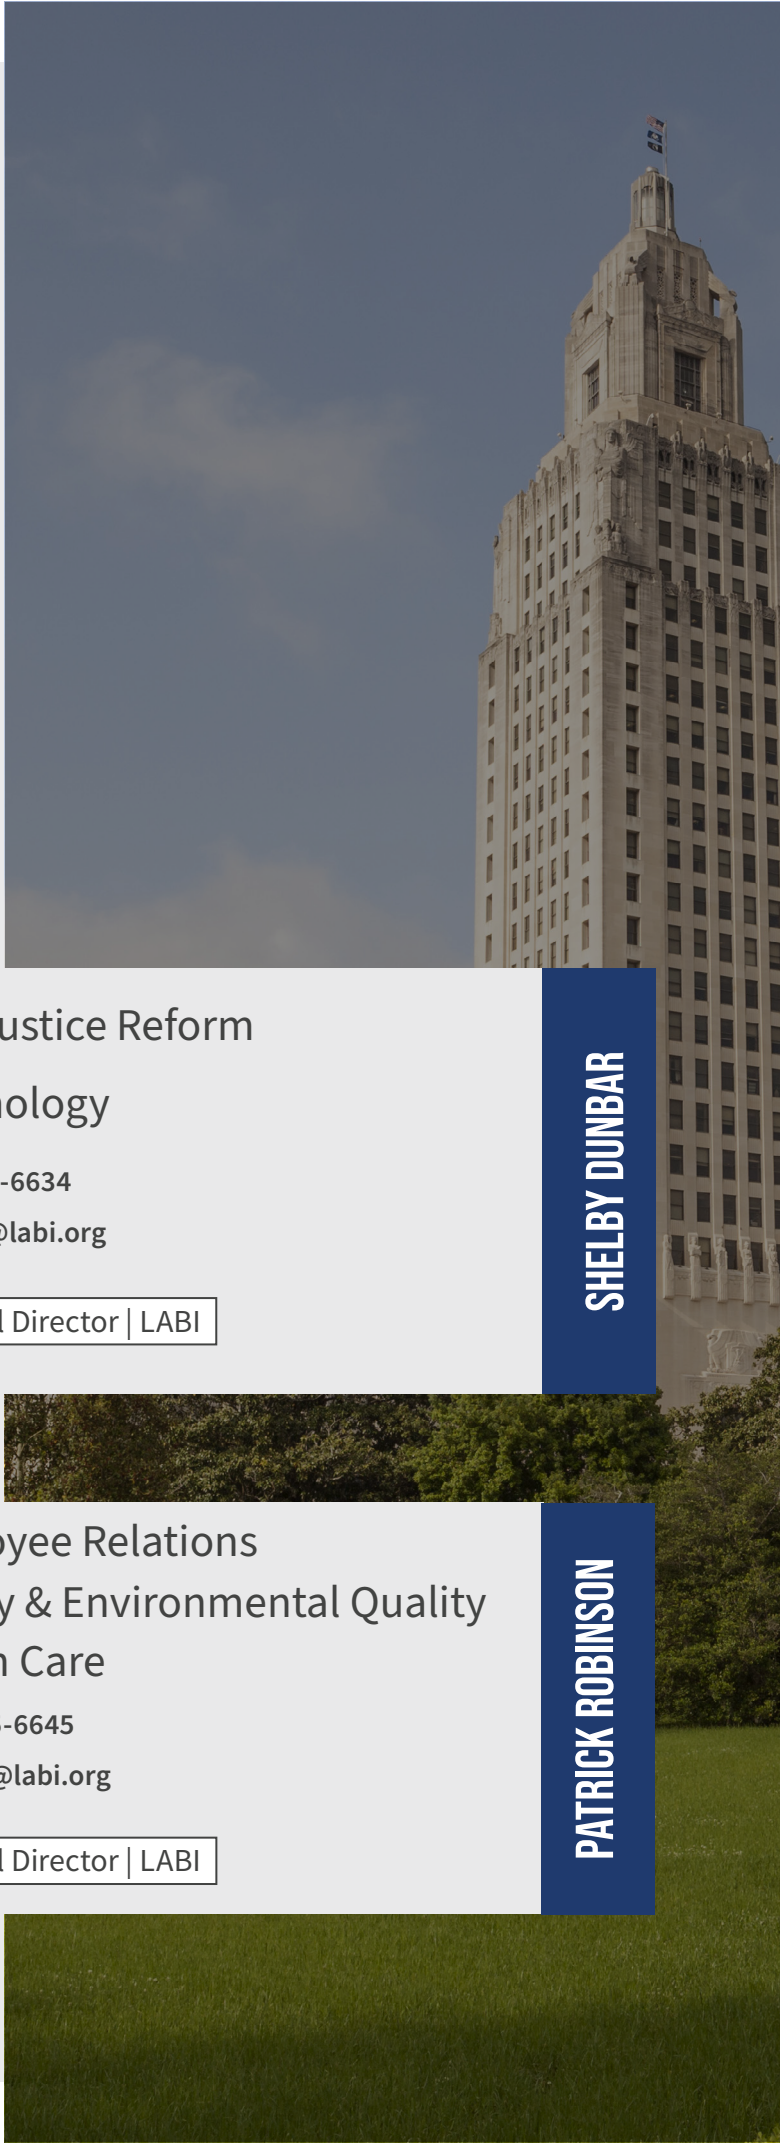 ustice Reform
nology
-6634
@labi.org
l Director | LABI
SHELBY DUNBAR
oyee Relations
y & Environmental Quality
n Care
-6645
@labi.org
l Director | LABI
PATRICK ROBINSON